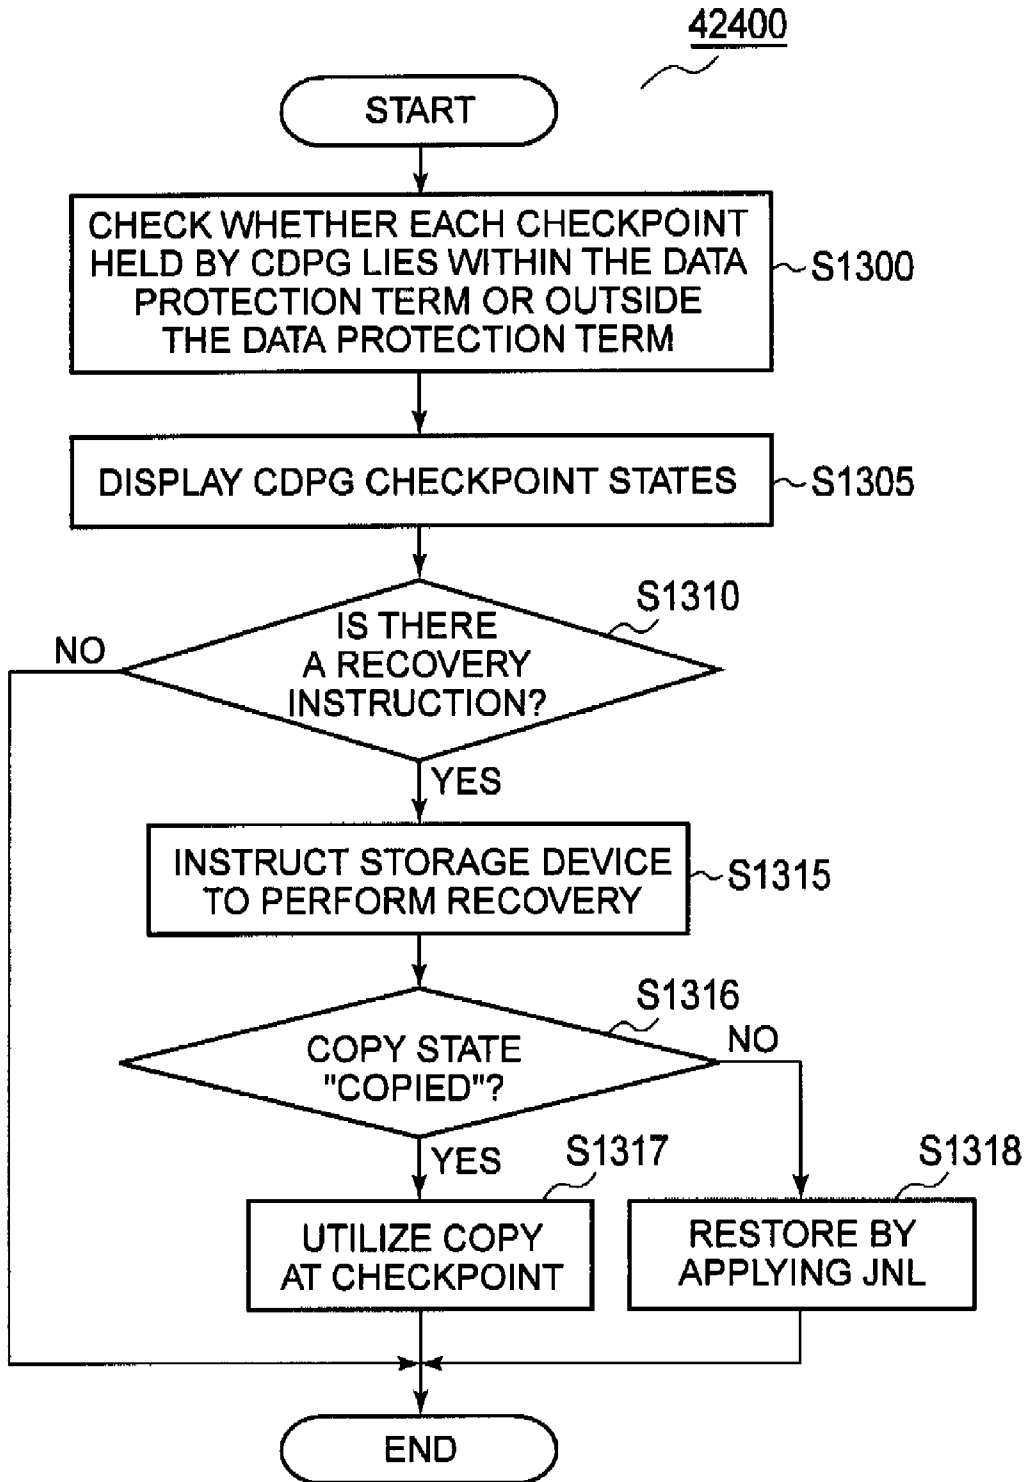 42400
START
CHECK WHETHER EACH CHECKPOINT
HELD BY CDPG LIES WITHIN THE DATA
PROTECTION TERM OR OUTSIDE
THE DATA PROTECTION TERM
S1300
DISPLAY CDPG CHECKPOINT STATES
S1305
S1310
IS THERE
A RECOVERY
INSTRUCTION?
NO
YES
INSTRUCT STORAGE DEVICE
TO PERFORM RECOVERY
S1315
S1316
COPY STATE
"COPIED"?
NO
YES
S1317
UTILIZE COPY
AT CHECKPOINT
S1318
RESTORE BY
APPLYING JNL
END